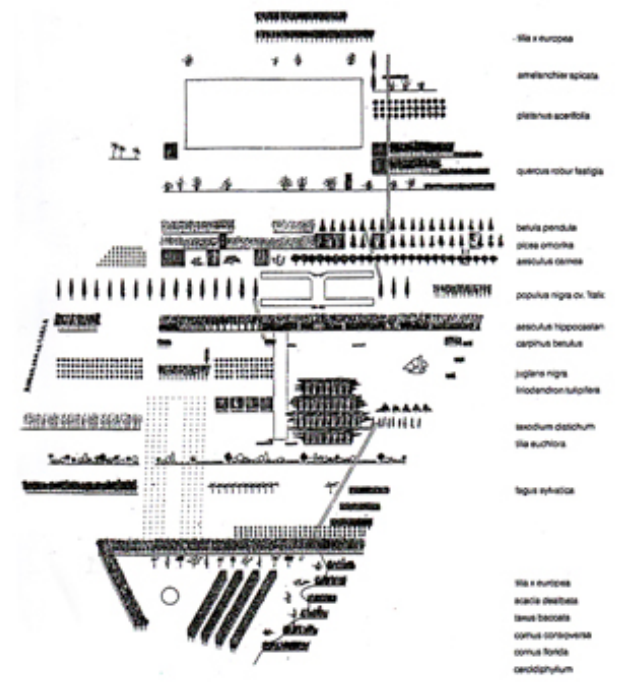 tilia x europea
amelanchier spicata
platanus acerifolia
quercus robur fastigia
betula pendula
picea omorika
aesculus carnea
populus nigra cv. 'Italic
aesculus hippocastan
carpinus betulus
juglans nigra
liriodendron tulipifera
taxodium distichum
tilia euchlora
fagus sylvatica
tilia x europea
acacia dealbata
taxus baccata
cornus controversa
cornus florida
cercidiphyllum